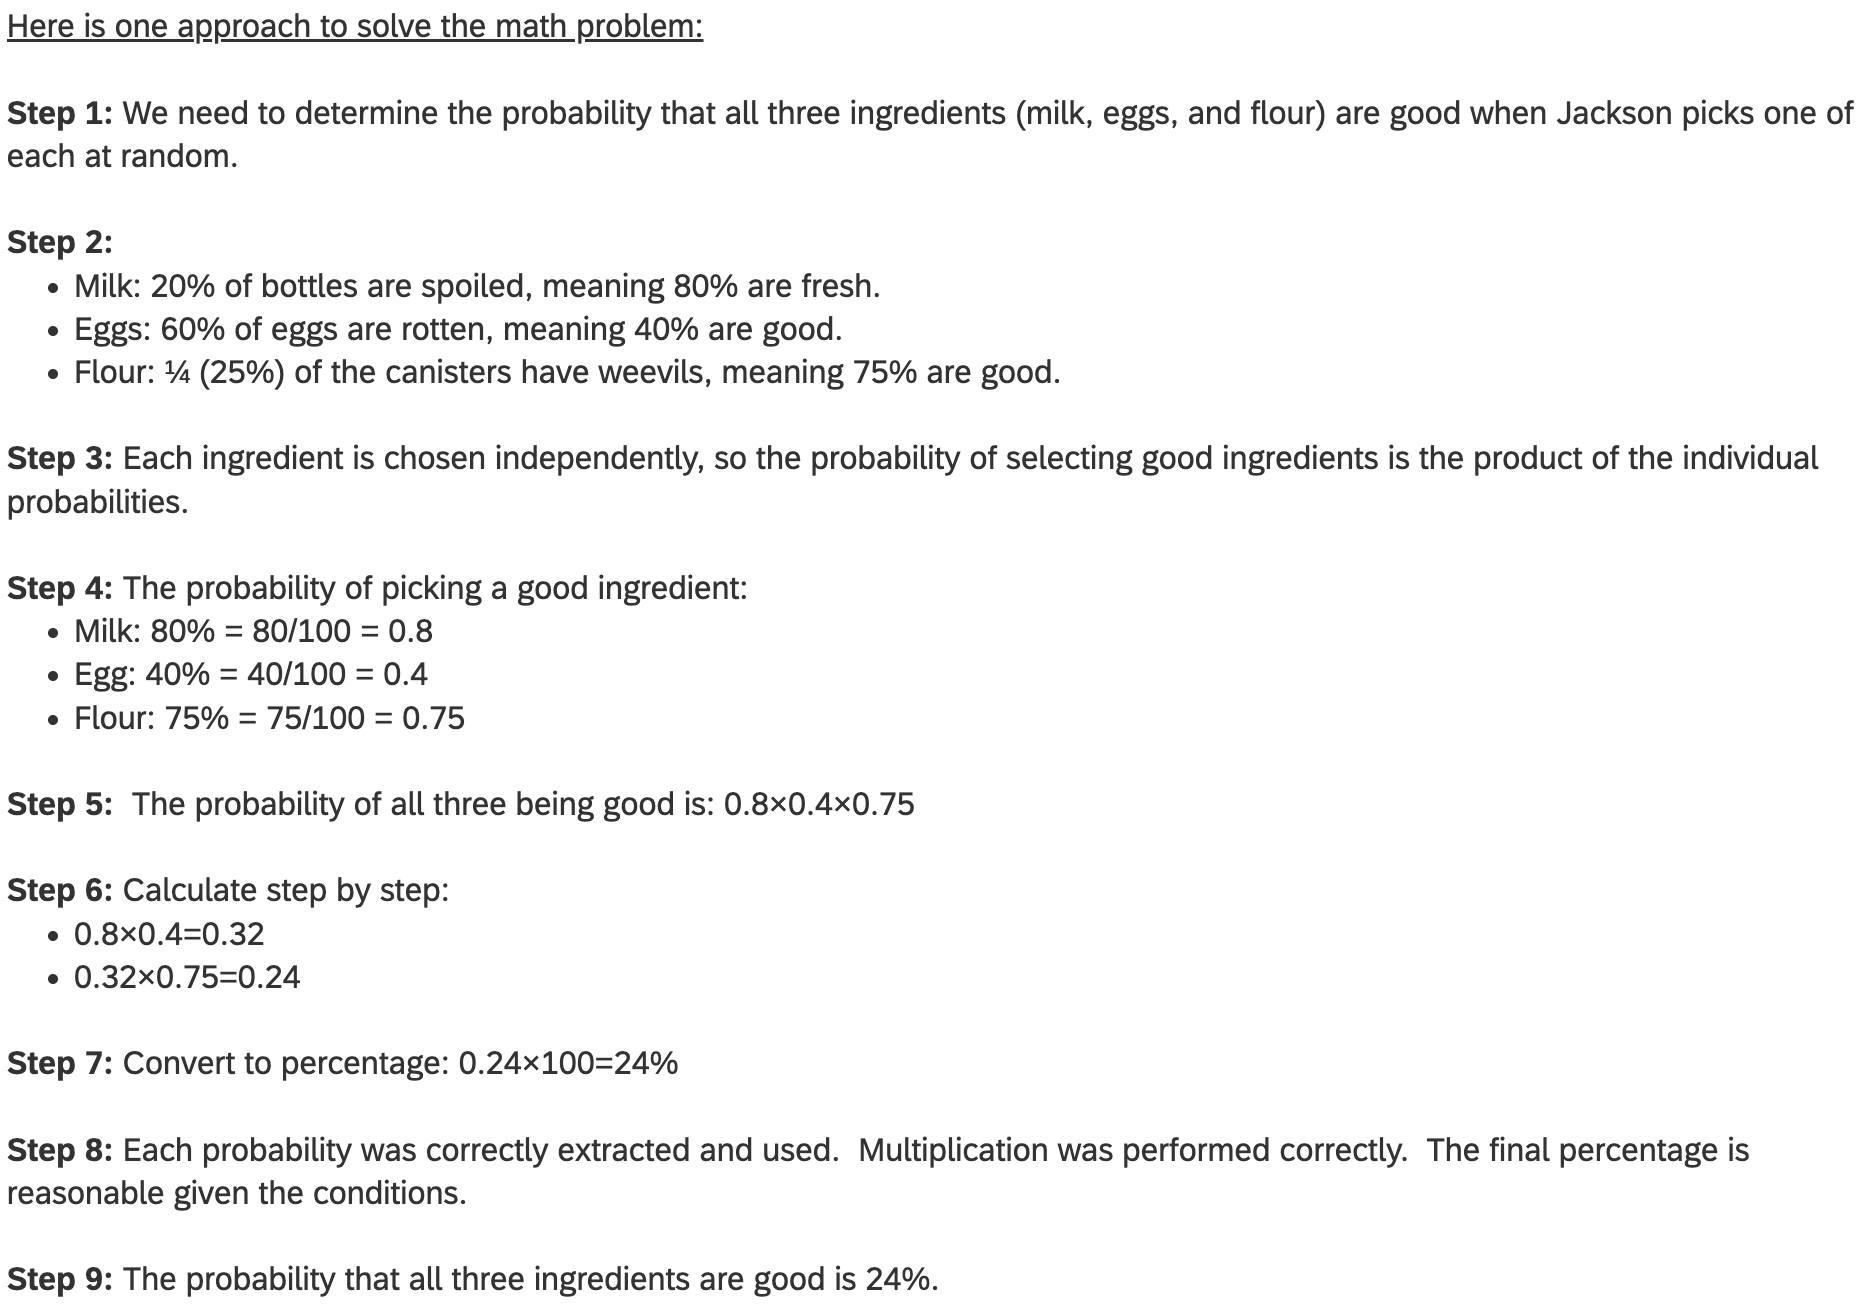 Here is one approach to solve the math problem:
Step 1: We need to determine the probability that all three ingredients (milk, eggs, and flour) are good when Jackson picks one of
each at random.
Step 2:
• Milk: 20% of bottles are spoiled, meaning 80% are fresh.
• Eggs: 60% of eggs are rotten, meaning 40% are good.
• Flour: ¼ (25%) of the canisters have weevils, meaning 75% are good.
Step 3: Each ingredient is chosen independently, so the probability of selecting good ingredients is the product of the individual
probabilities.
Step 4: The probability of picking a good ingredient:
• Milk: 80% = 80/100 = 0.8
• Egg: 40% = 40/100 = 0.4
• Flour: 75% = 75/100 = 0.75
Step 5:  The probability of all three being good is: 0.8×0.4×0.75
Step 6: Calculate step by step:
• 0.8×0.4=0.32
• 0.32×0.75=0.24
Step 7: Convert to percentage: 0.24×100=24%
Step 8: Each probability was correctly extracted and used.  Multiplication was performed correctly.  The final percentage is
reasonable given the conditions.
Step 9: The probability that all three ingredients are good is 24%.